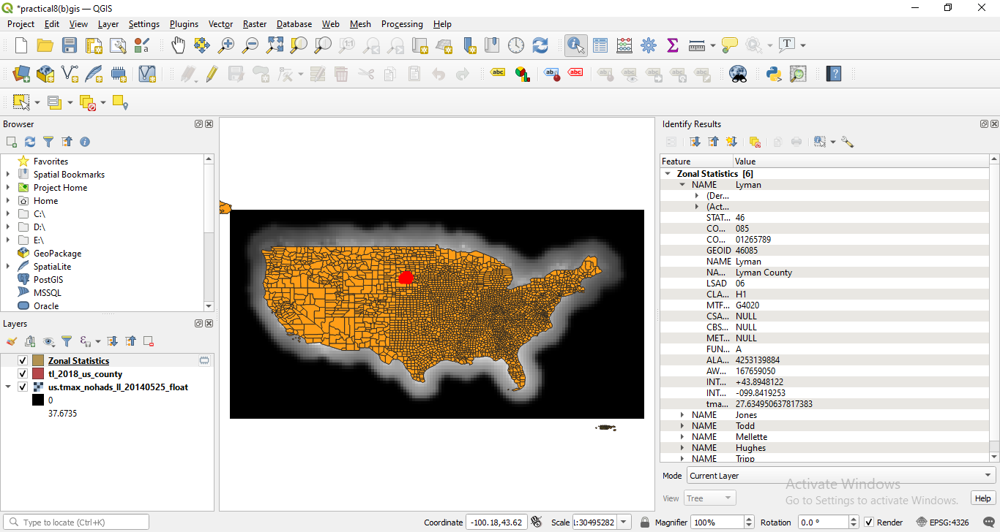 *practical8(b)gis — QGIS
Project Edit View Layer Settings Plugins Vector Raster Database Web Mesh Processing Help
Browser
Favorites
Spatial Bookmarks
Project Home
Home
C:\
D:\
E:\
GeoPackage
SpatiaLite
PostGIS
MSSQL
Oracle
Layers
Zonal Statistics
tl_2018_us_county
us.tmax_nohads_ll_20140525_float
0
37.6735
Identify Results
Feature Value
Zonal Statistics [6]
NAME Lyman
(Der...
(Act...
STAT... 46
CO... 085
CO... 01265789
GEOID 46085
NAME Lyman
NA... Lyman County
LSAD 06
CLA... H1
MTF... G4020
CSA... NULL
CBS... NULL
MET... NULL
FUN... A
ALA... 4253139884
AW... 167659050
INT... +43.8948122
INT... -099.8419253
tma... 27.634950637817383
NAME Jones
NAME Todd
NAME Mellette
NAME Hughes
NAME Tripp
Mode Current Layer
View Tree Help
Activate Windows
Go to Settings to activate Windows.
Type to locate (Ctrl+K) Coordinate -100.18,43.62 Scale 1:30495282 Magnifier 100% Rotation 0.0 ° Render EPSG:4326